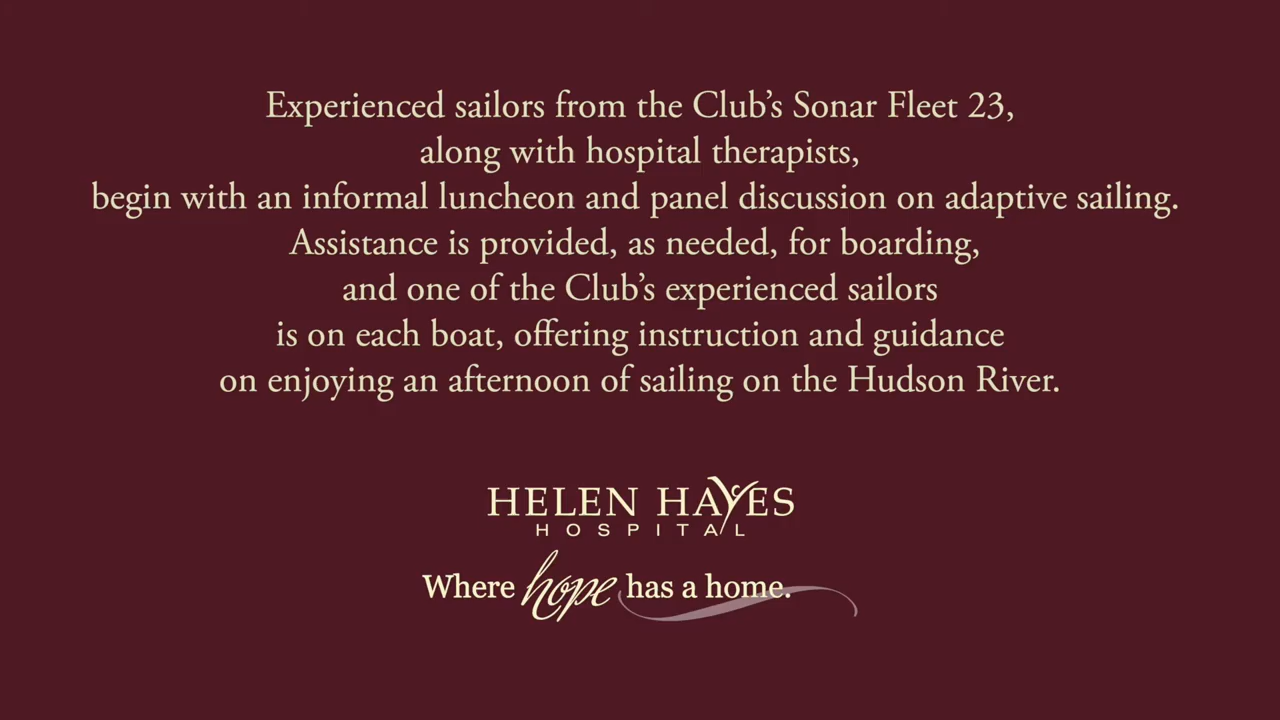 Experienced sailors from the Club's Sonar Fleet 23,
along with hospital therapists,
begin with an informal luncheon and panel discussion on adaptive sailing.
Assistance is provided, as needed, for boarding,
and one of the Club's experienced sailors
is on each boat, offering instruction and guidance
on enjoying an afternoon of sailing on the Hudson River.
HELEN HAYES
HOSPITAL
Where hope has a home.